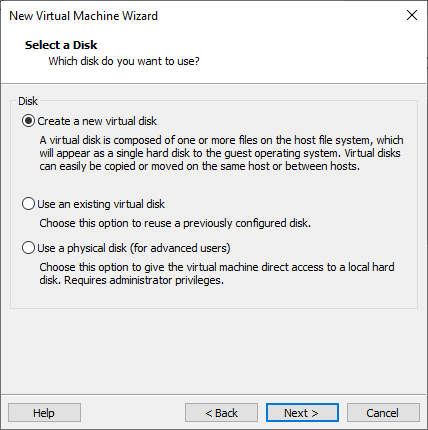 New Virtual Machine Wizard
Select a Disk
Which disk do you want to use?
Disk
Create a new virtual disk
A virtual disk is composed of one or more files on the host file system, which
will appear as a single hard disk to the guest operating system. Virtual disks
can easily be copied or moved on the same host or between hosts.
Use an existing virtual disk
Choose this option to reuse a previously configured disk.
Use a physical disk (for advanced users)
Choose this option to give the virtual machine direct access to a local hard
disk. Requires administrator privileges.
Help
< Back
Next >
Cancel